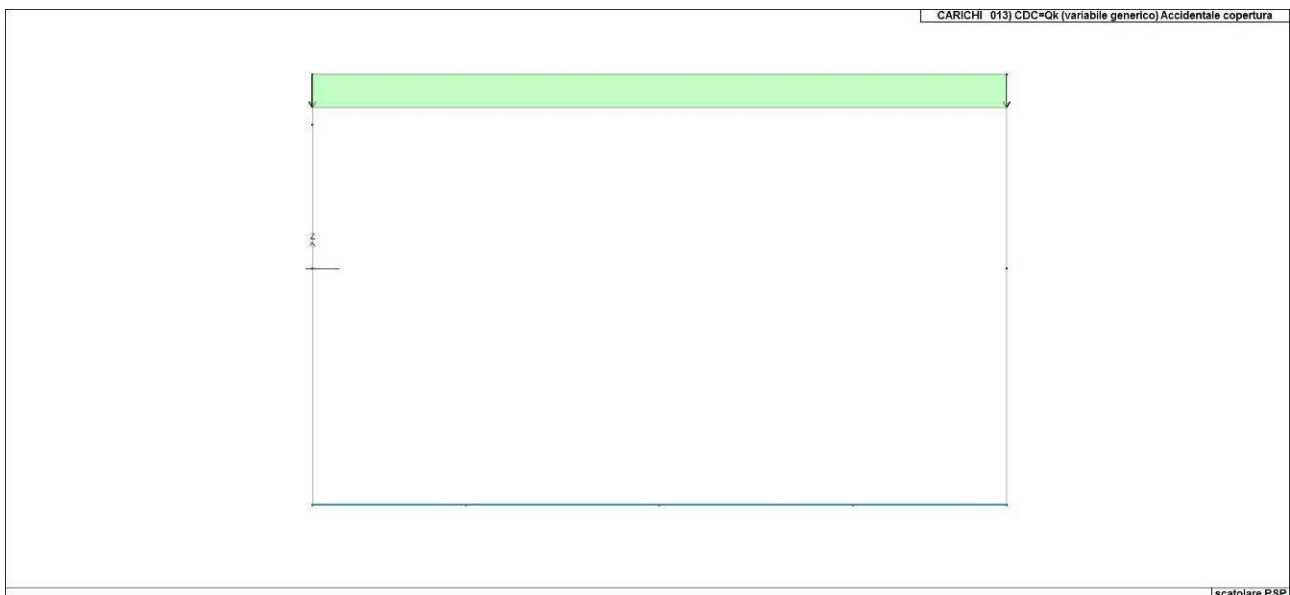 CARICHI 013) CDC=Qk (variabile generico) Accidentale copertura
Z
scatolare PSP